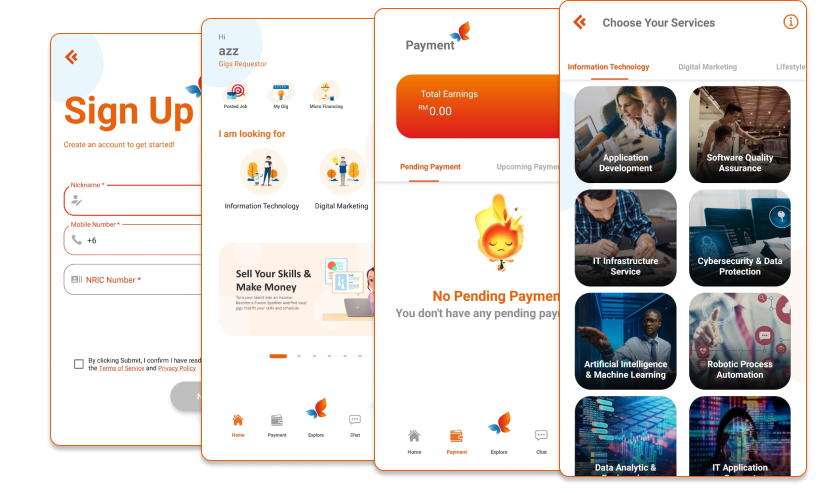 Sign Up
Create an account to get started!
Nickname *
Mobile Number *
+6
NRIC Number *
By clicking Submit, I confirm I have read
the Terms of Service and Privacy Policy
N
Hi
azz
Gigs Requestor
Posted Job
My Gig
Micro Financing
I am looking for
Information Technology
Digital Marketing
Sell Your Skills &
Make Money
Turn your talent into an income.
Become a Fusion Sparkler and find local
gigs that fit your skills and schedule.
Home
Payment
Explore
Chat
Payment
Total Earnings
RM 0.00
Pending Payment
Upcoming Paymen
No Pending Paymen
You don't have any pending payr
Home
Payment
Explore
Chat
Choose Your Services
Information Technology
Digital Marketing
Lifestyle
Application
Development
Software Quality
Assurance
IT Infrastructure
Service
Cybersecurity & Data
Protection
Artificial Intelligence
& Machine Learning
Robotic Process
Automation
Data Analytic &
IT Application